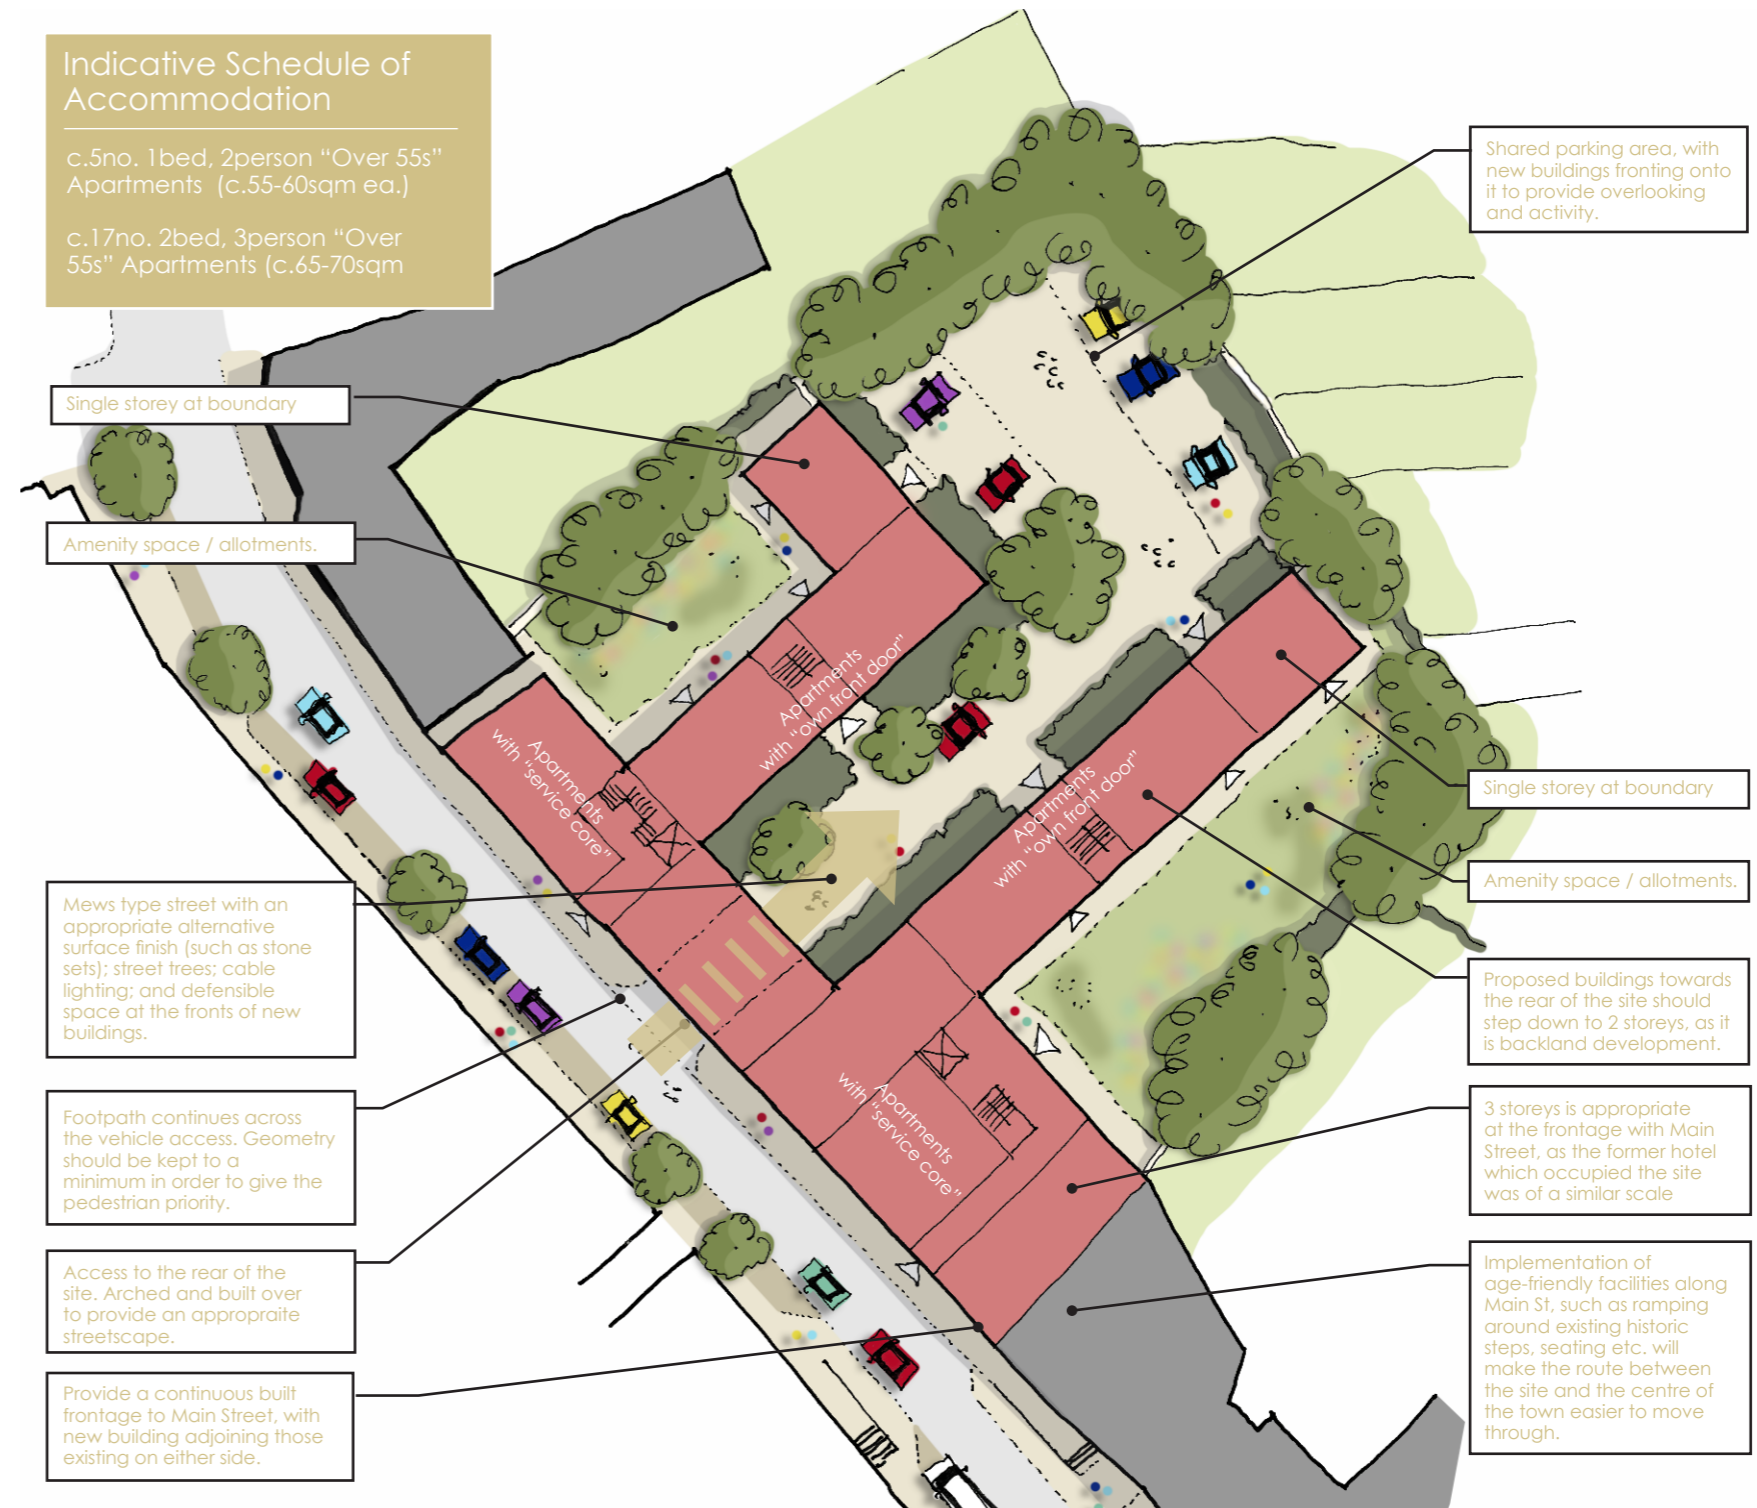 Indicative Schedule of
Accommodation
c.5no. 1bed, 2person “Over 55s”
Apartments (c.55-60sqm ea.)
c.17no. 2bed, 3person “Over
55s” Apartments (c.65-70sqm
Single storey at boundary
Amenity space / allotments.
Mews type street with an
appropriate alternative
surface finish (such as stone
sets); street trees; cable
lighting; and defensible
space at the fronts of new
buildings.
Footpath continues across
the vehicle access. Geometry
should be kept to a
minimum in order to give the
pedestrian priority.
Access to the rear of the
site. Arched and built over
to provide an appropraite
streetscape.
Provide a continuous built
frontage to Main Street, with
new building adjoining those
existing on either side.
Apartments
with “service core”
Apartments
with “own front door”
Apartments
with “own front door”
Apartments
with “service core”
Shared parking area, with
new buildings fronting onto
it to provide overlooking
and activity.
Single storey at boundary
Amenity space / allotments.
Proposed buildings towards
the rear of the site should
step down to 2 storeys, as it
is backland development.
3 storeys is appropriate
at the frontage with Main
Street, as the former hotel
which occupied the site
was of a similar scale
Implementation of
age-friendly facilities along
Main St, such as ramping
around existing historic
steps, seating etc. will
make the route between
the site and the centre of
the town easier to move
through.